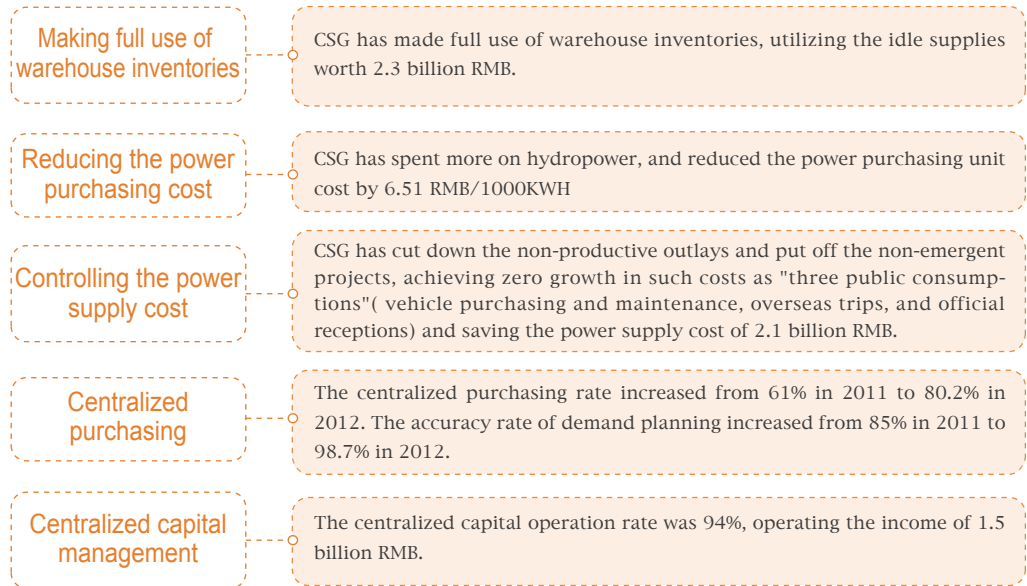 Making full use of
warehouse inventories
CSG has made full use of warehouse inventories, utilizing the idle supplies
worth 2.3 billion RMB.
Reducing the power
purchasing cost
CSG has spent more on hydropower, and reduced the power purchasing unit
cost by 6.51 RMB/1000KWH
Controlling the power
supply cost
CSG has cut down the non-productive outlays and put off the non-emergent
projects, achieving zero growth in such costs as "three public consump-
tions"( vehicle purchasing and maintenance, overseas trips, and official
receptions) and saving the power supply cost of 2.1 billion RMB.
Centralized
purchasing
The centralized purchasing rate increased from 61% in 2011 to 80.2% in
2012. The accuracy rate of demand planning increased from 85% in 2011 to
98.7% in 2012.
Centralized capital
management
The centralized capital operation rate was 94%, operating the income of 1.5
billion RMB.